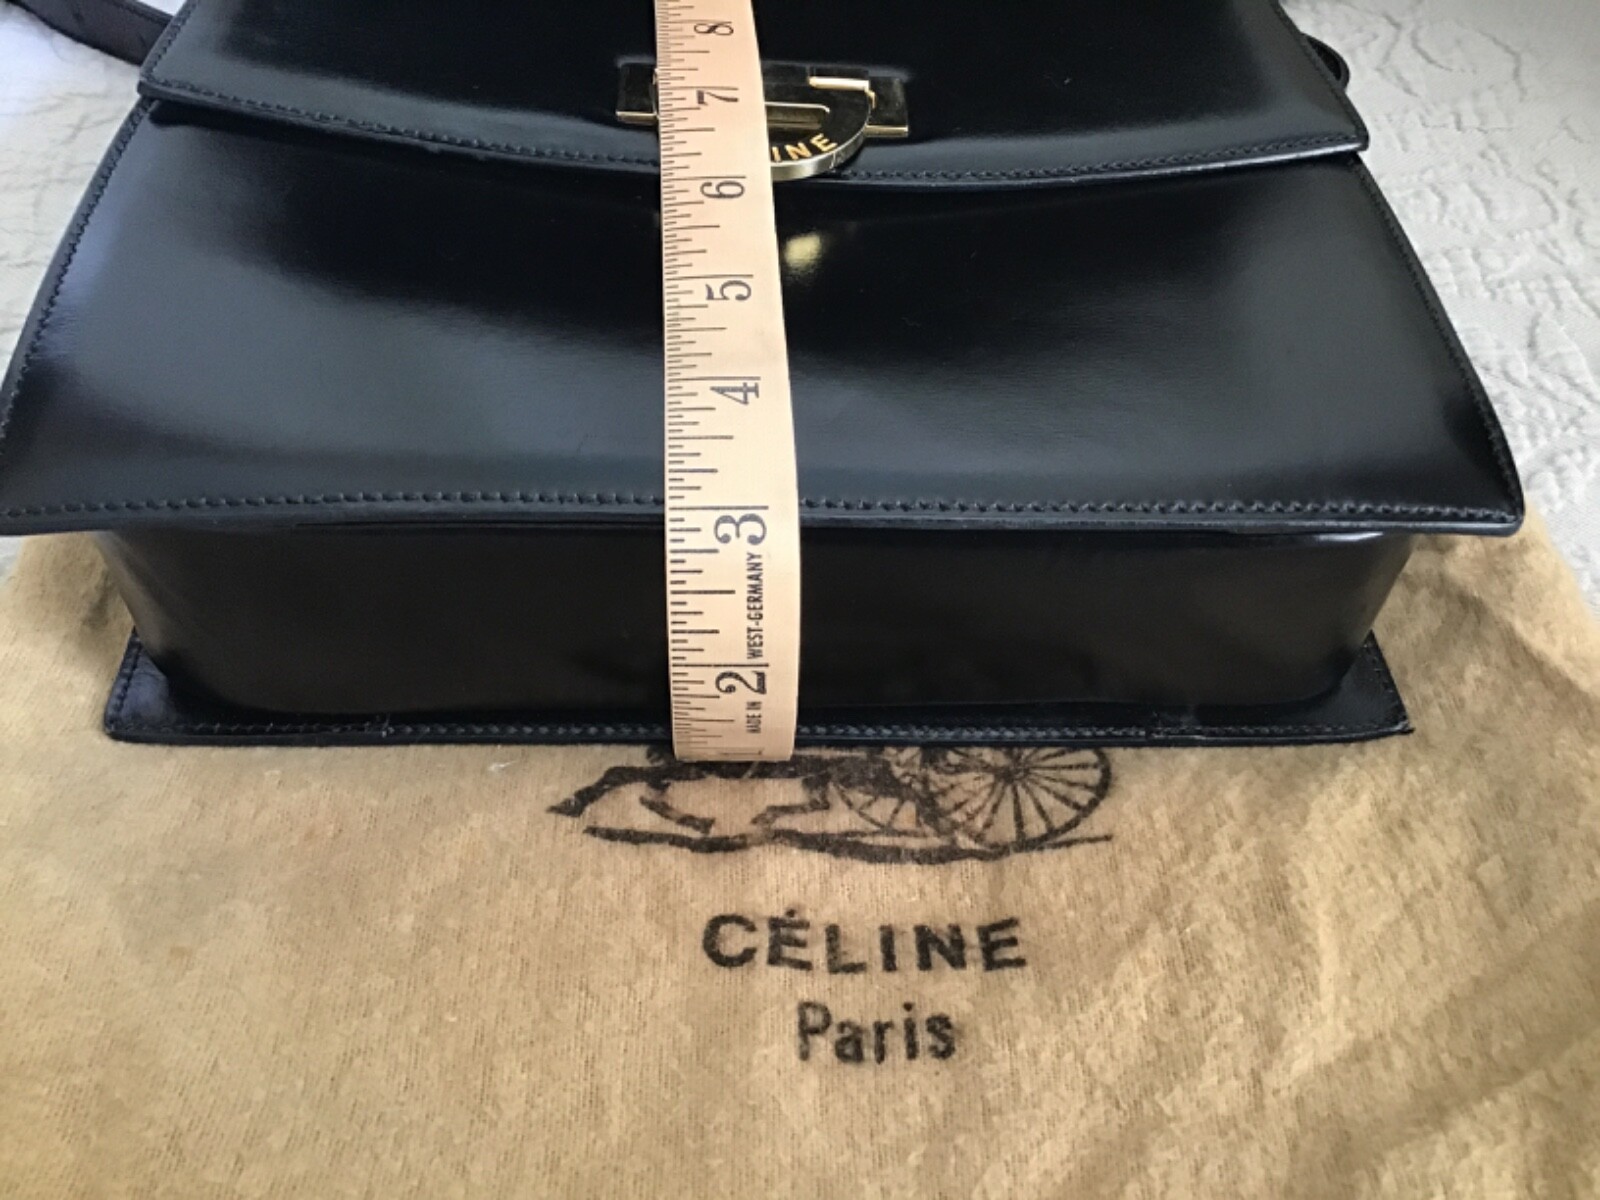 8
7
INE
6
5
4
3
WEST-GERMANY
2
MADE IN
CÉLINE
Paris